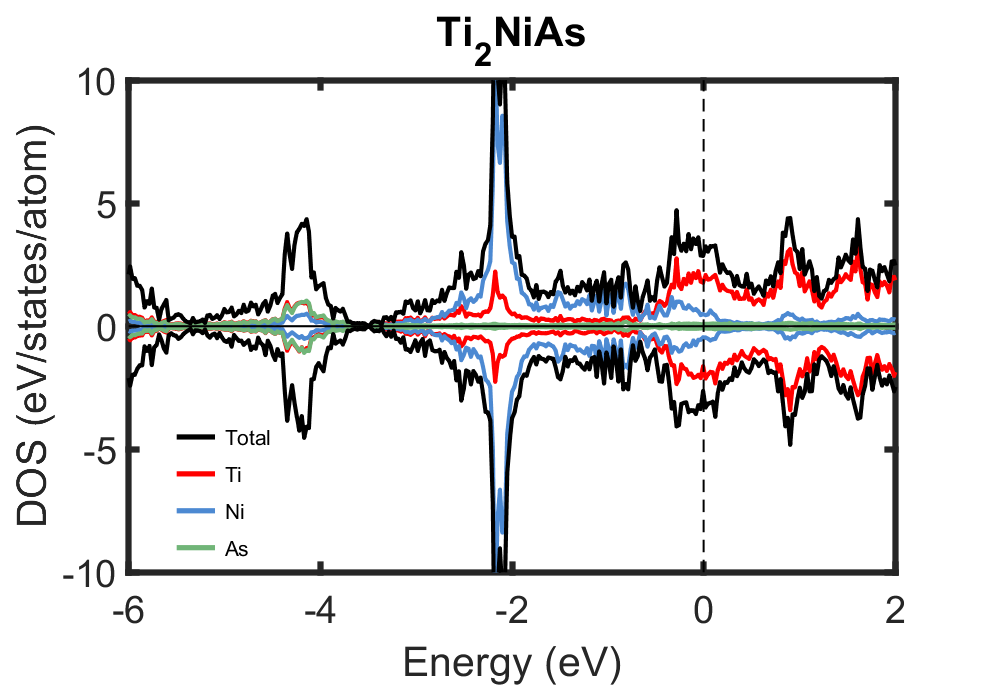 Ti2NiAs
DOS (eV/states/atom)
10
5
0
-5
-10
Total
Ti
Ni
As
-6 -4 -2 0 2
Energy (eV)